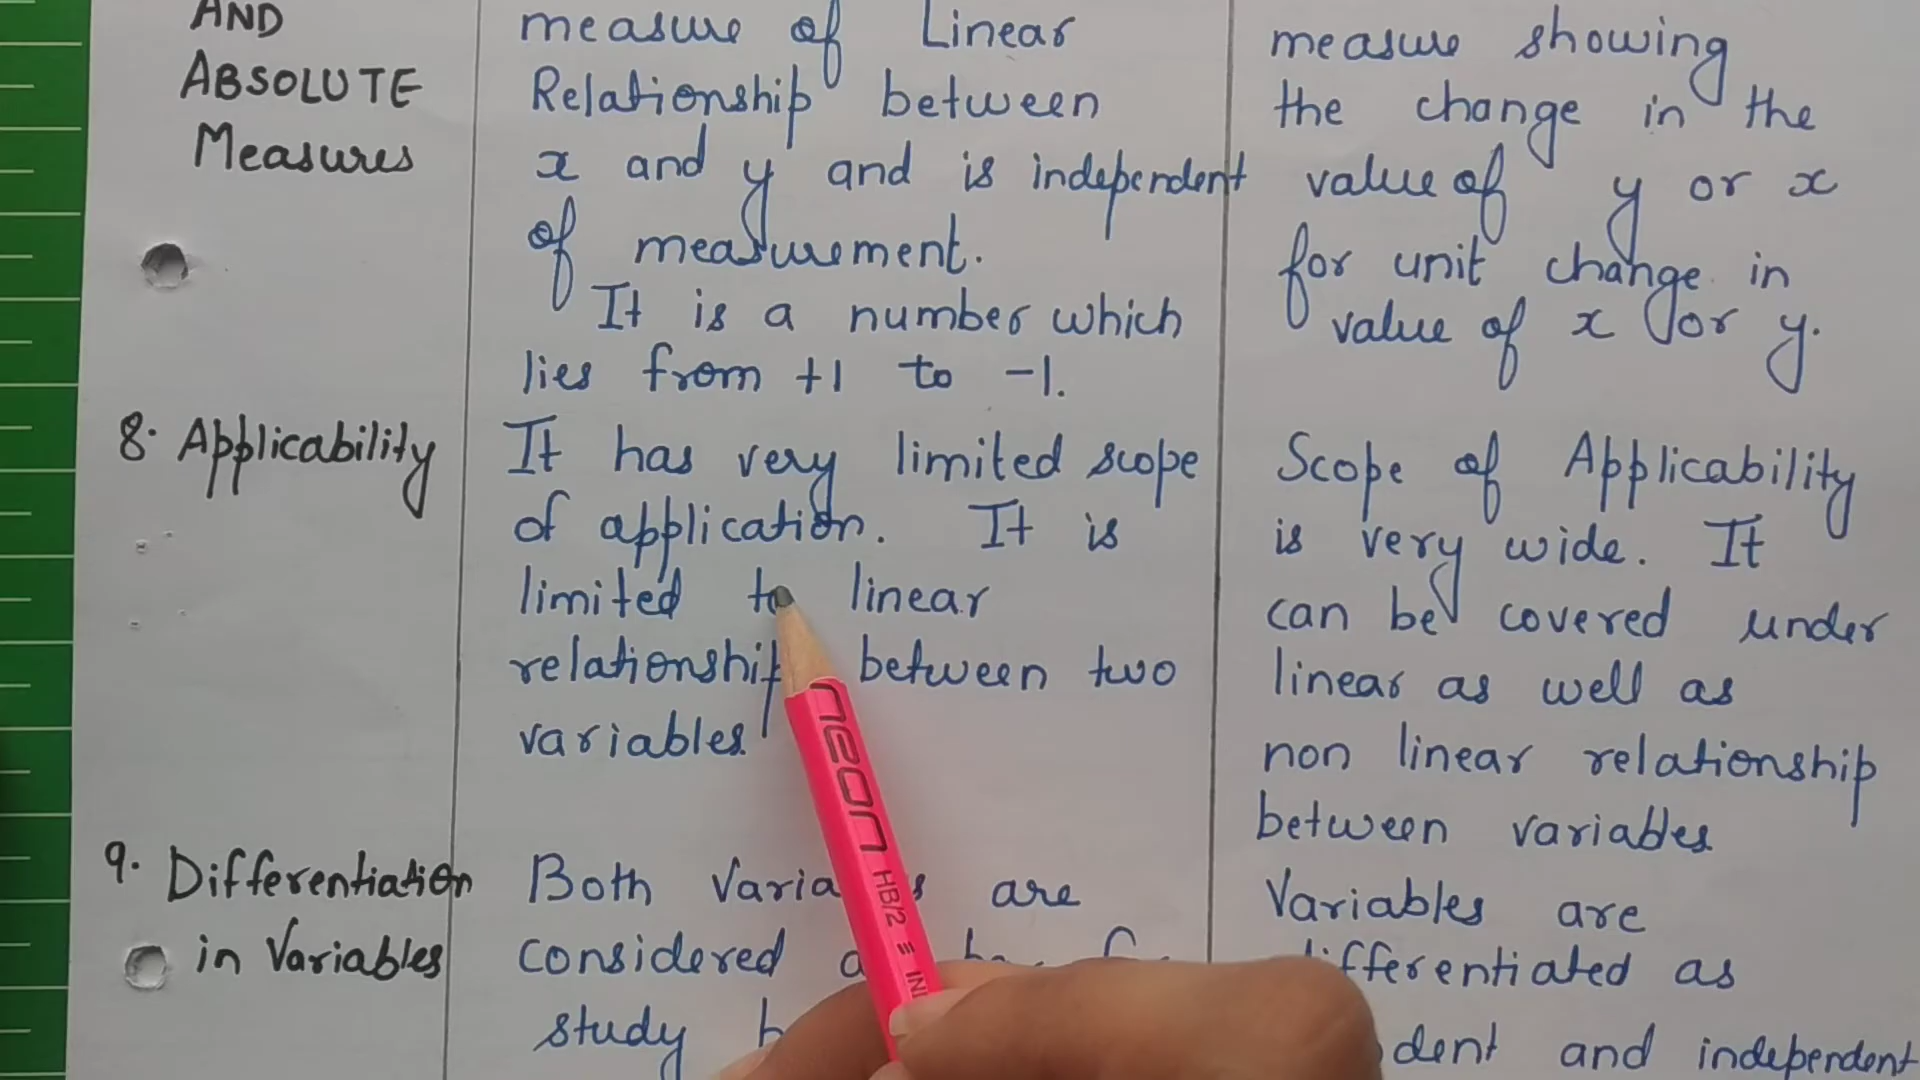 AND
ABSOLUTE
Measures
measure of Linear
Relationship between
x and y and is independent
of measurement.
It is a number which
lies from +1 to -1.
measure showing
the change in the
value of y or x
for unit change in
value of x or y.
8. Applicability
It has very limited scope
of application. It is
limited to linear
relationship between two
variables
Scope of Applicability
is very wide. It
can be covered under
linear as well as
non linear relationship
between variables
9. Differentiation
in Variables
Both are
considered
study
Variables are
differentiated as
and independent
neon HB/2